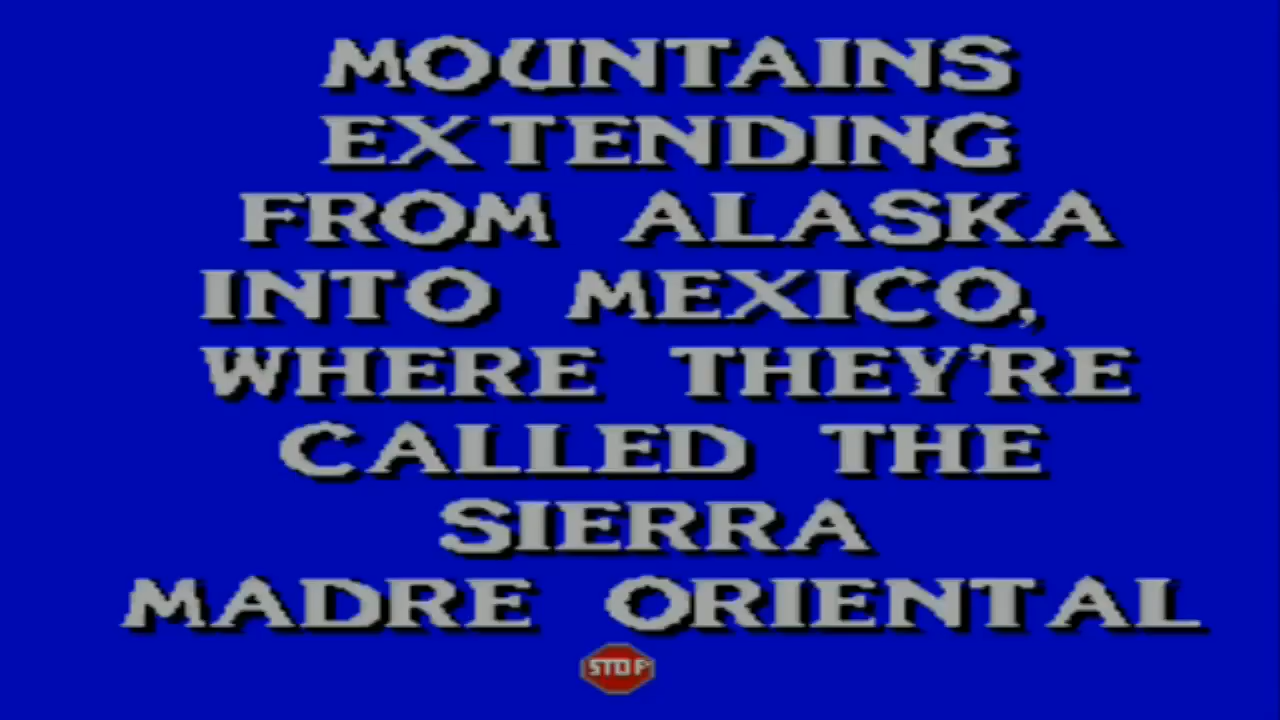 MOUNTAINS
EXTENDING
FROM ALASKA
INTO MEXICO,
WHERE THEY'RE
CALLED THE
SIERRA
MADRE ORIENTAL
STOP